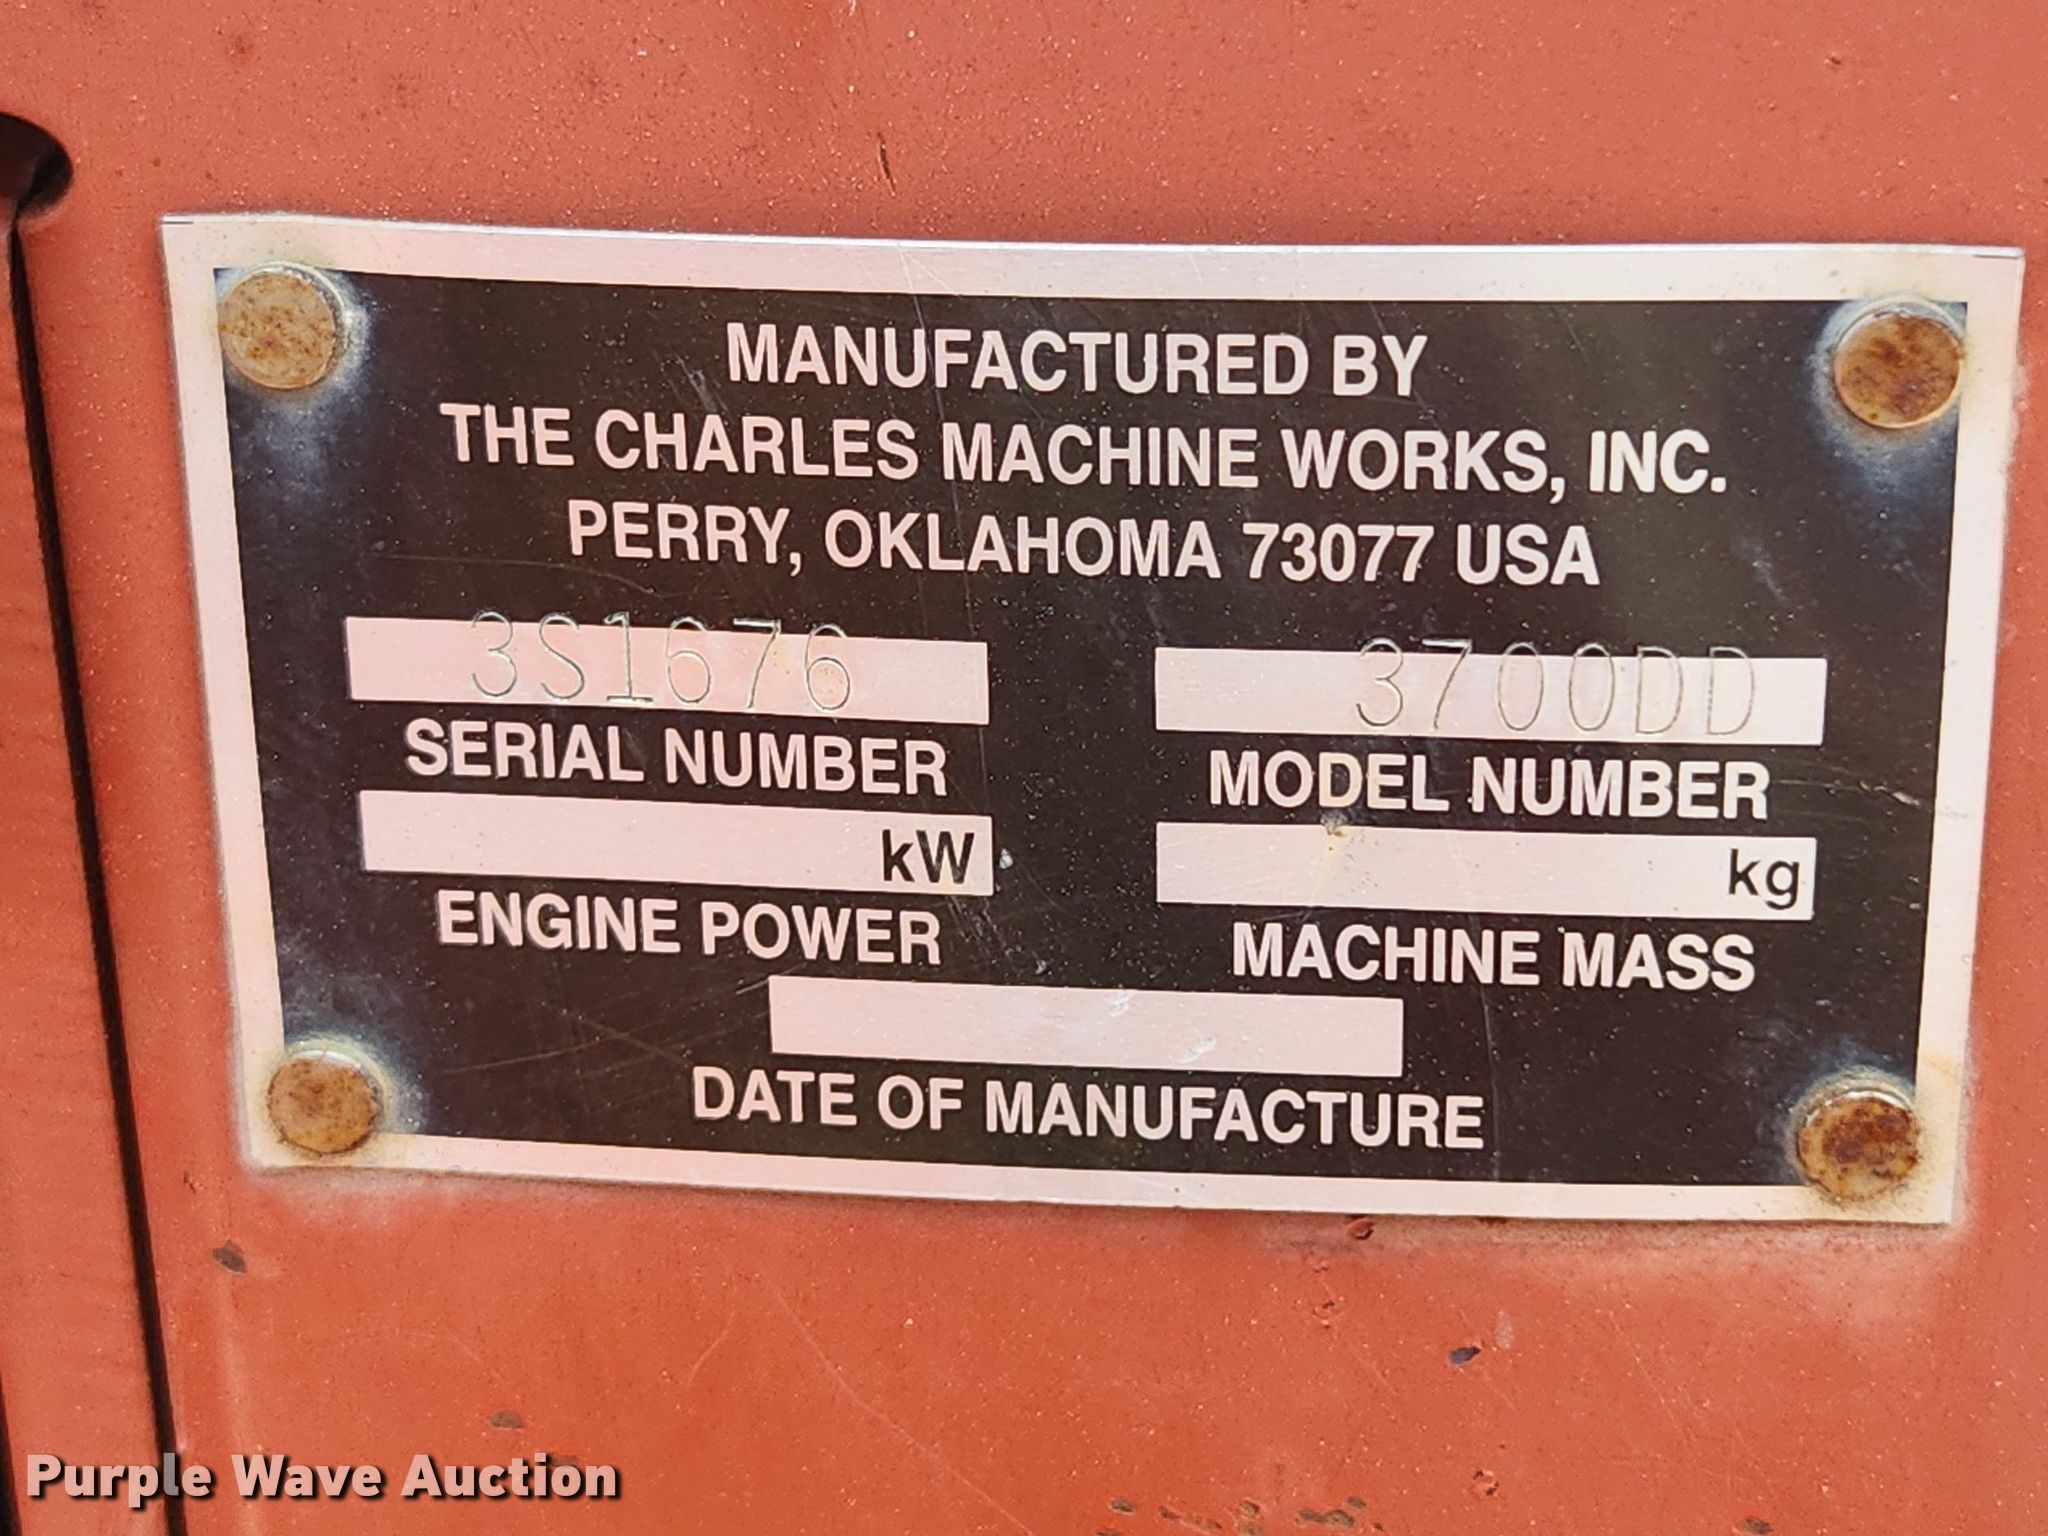 MANUFACTURED BY
THE CHARLES MACHINE WORKS, INC.
PERRY, OKLAHOMA 73077 USA
3S1676 3700DD
SERIAL NUMBER MODEL NUMBER
kW kg
ENGINE POWER MACHINE MASS
DATE OF MANUFACTURE
Purple Wave Auction